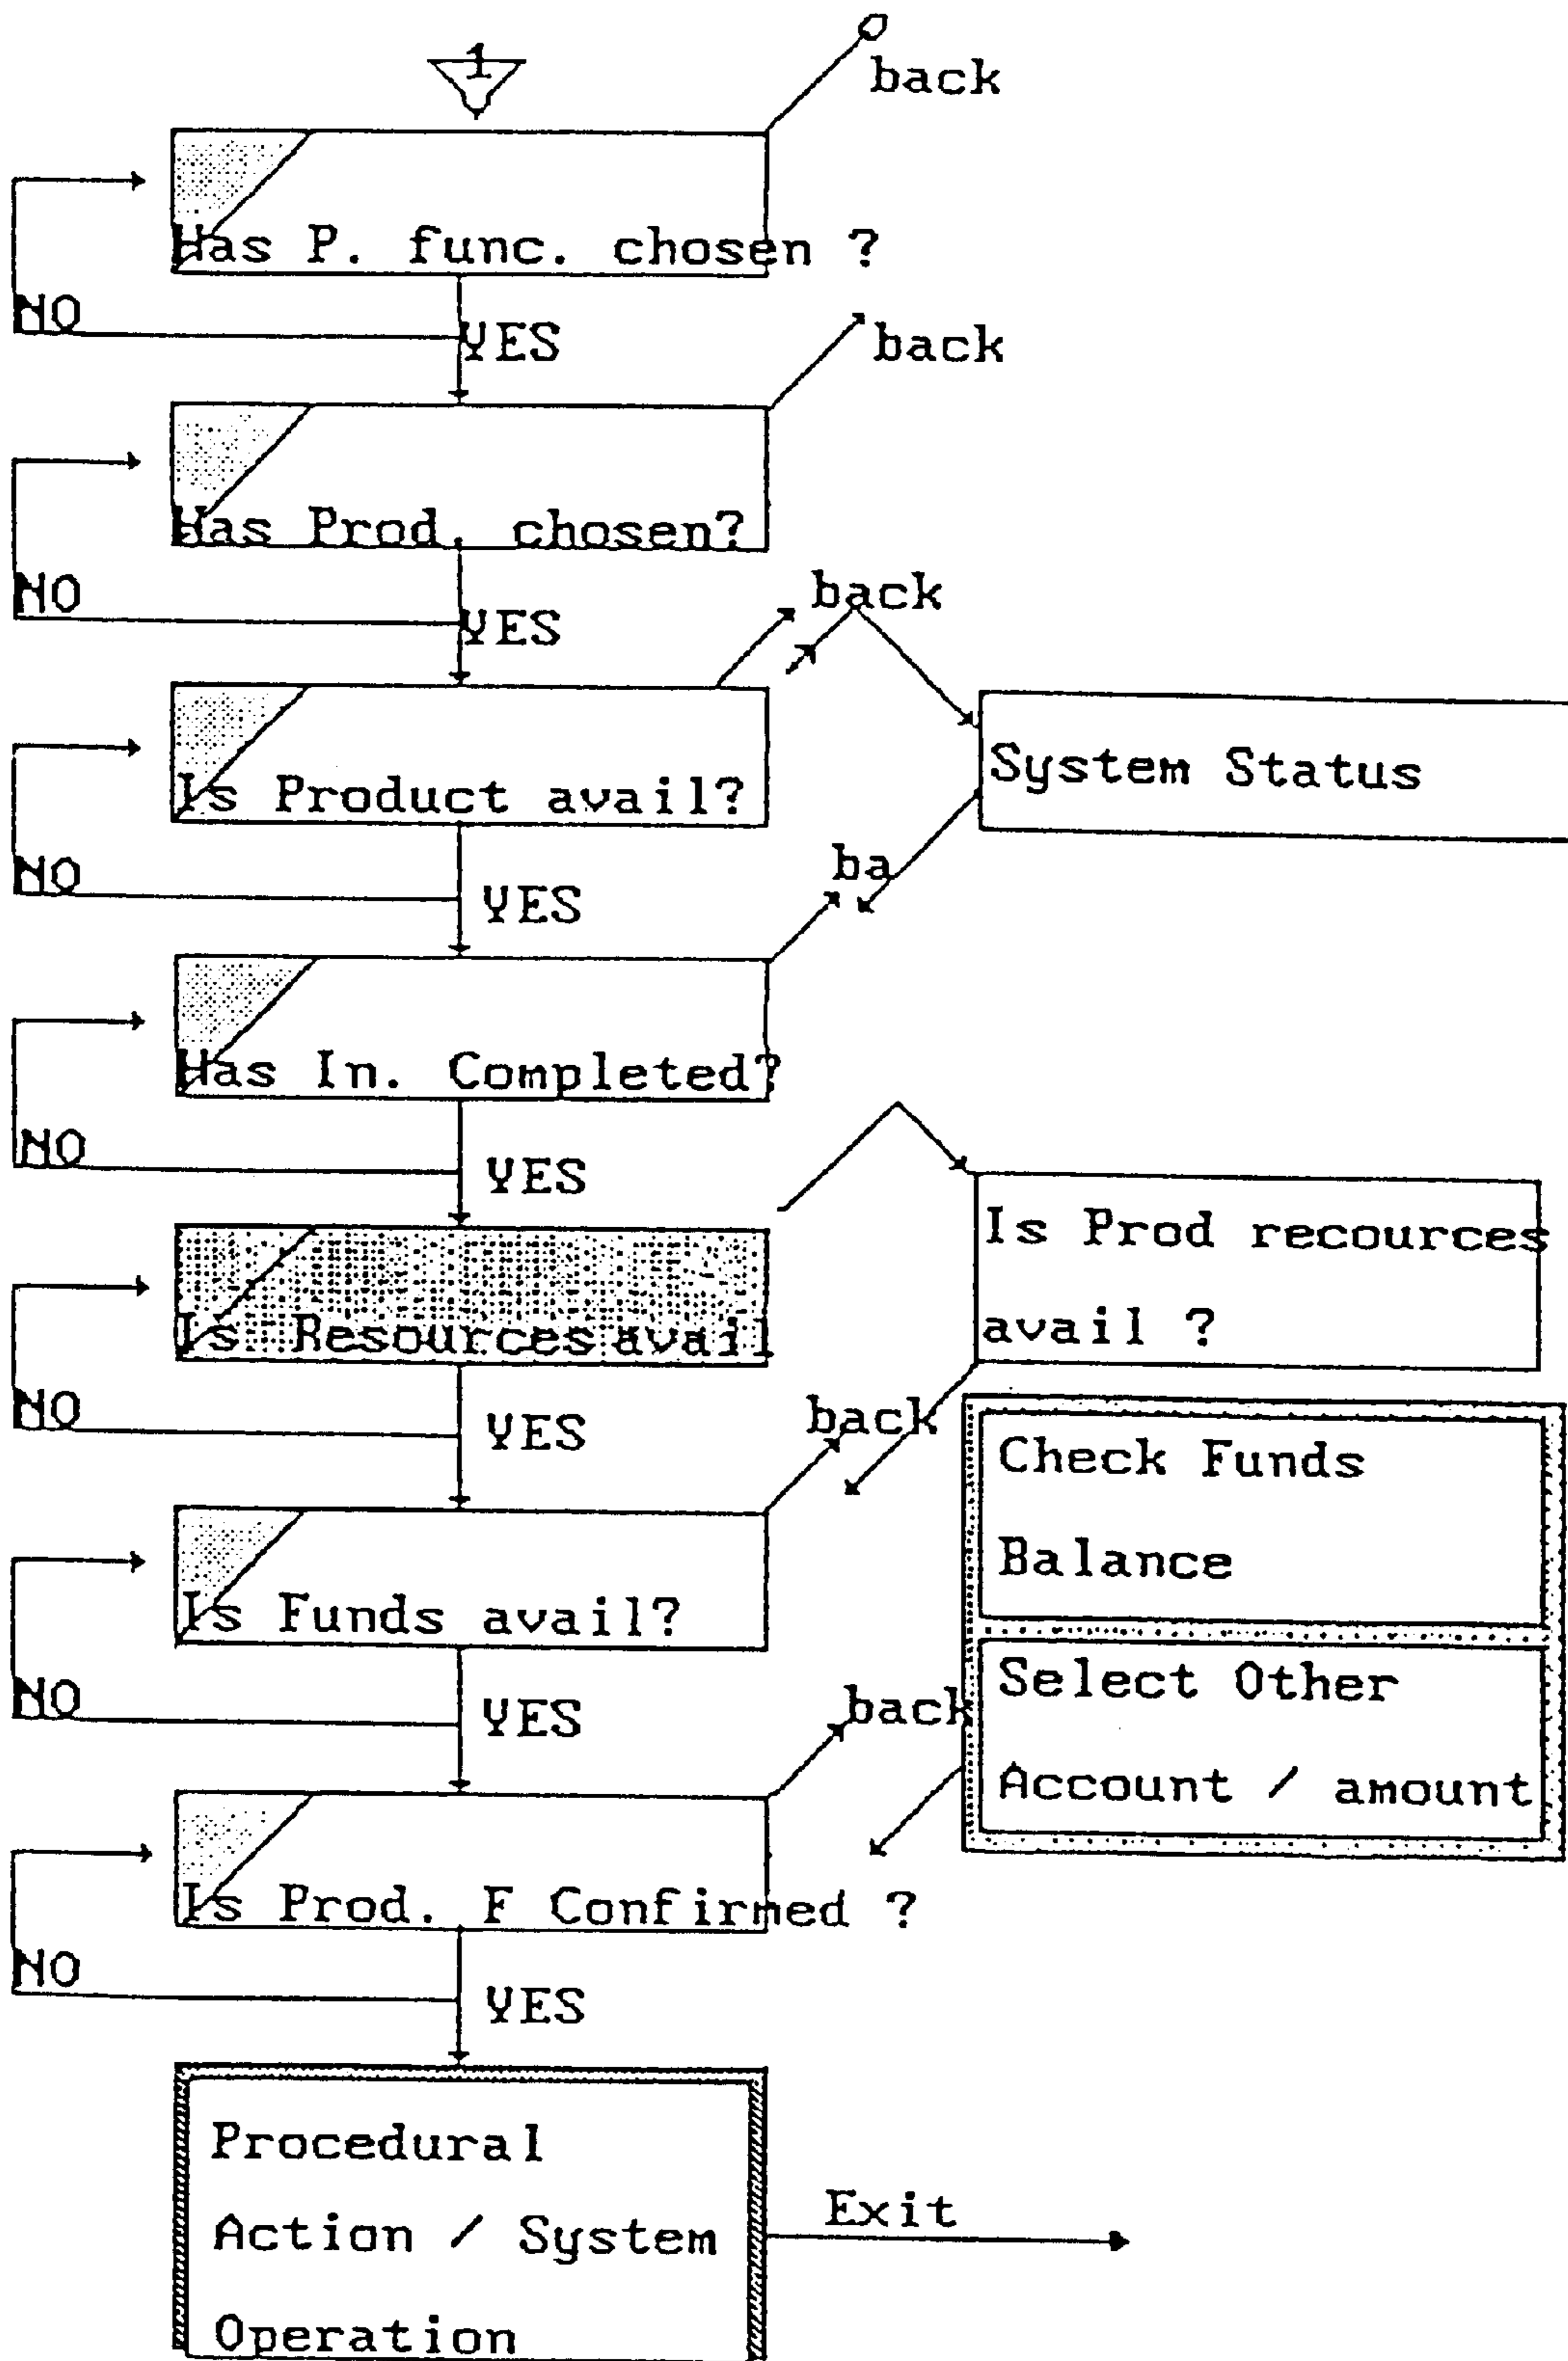 1
back
Has P. func. chosen ?
NO
YES
back
Has Prod. chosen?
NO
YES
back
Is Product avail?
System Status
NO
YES
ba
Has In. Completed?
NO
YES
Is Resources avail
Is Prod recources
avail ?
NO
YES
back
Check Funds
Balance
Is Funds avail?
NO
YES
back
Select Other
Account / amount
Is Prod. F Confirmed ?
NO
YES
Procedural
Action / System
Operation
Exit